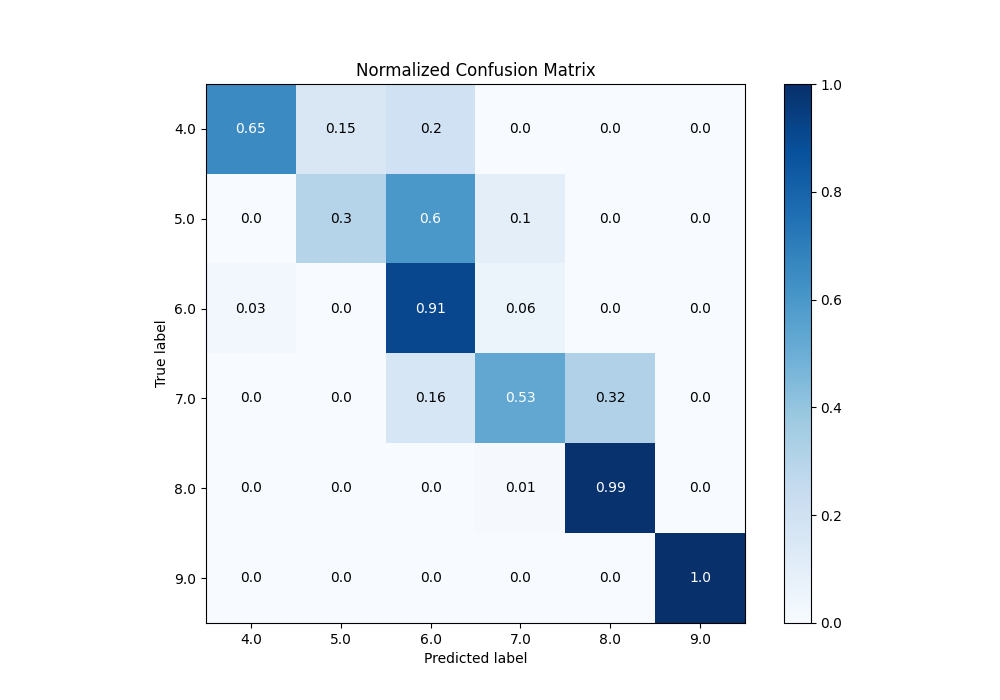 Normalized Confusion Matrix
4.0 0.65 0.15 0.2 0.0 0.0 0.0
5.0 0.0 0.3 0.6 0.1 0.0 0.0
6.0 0.03 0.0 0.91 0.06 0.0 0.0
7.0 0.0 0.0 0.16 0.53 0.32 0.0
8.0 0.0 0.0 0.0 0.01 0.99 0.0
9.0 0.0 0.0 0.0 0.0 0.0 1.0
4.0 5.0 6.0 7.0 8.0 9.0
Predicted label
True label
1.0
0.8
0.6
0.4
0.2
0.0